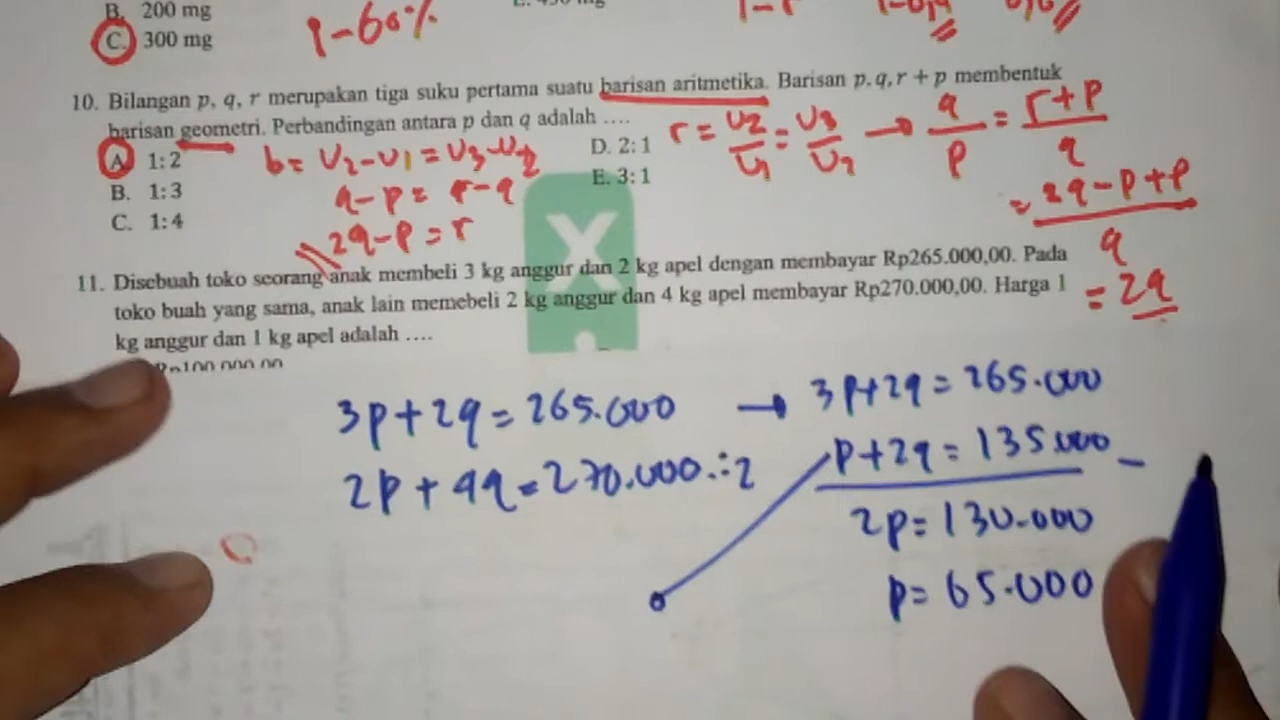 B. 200 mg
C. 300 mg
1-60%
10. Bilangan p, q, r merupakan tiga suku pertama suatu barisan aritmetika. Barisan p, q, r + p membentuk
barisan geometri. Perbandingan antara p dan q adalah ....
A. 1: 2
B. 1: 3
C. 1: 4
D. 2: 1
E. 3: 1
b = U2-U1 = U3-U2
q-p = r-q
2q-p = r
r = U2/U1 = U3/U2 → q/p = r+p/q
= 2q-p+p/q
= 2q
11. Disebuah toko seorang anak membeli 3 kg anggur dan 2 kg apel dengan membayar Rp265.000,00. Pada
toko buah yang sama, anak lain memebeli 2 kg anggur dan 4 kg apel membayar Rp270.000,00. Harga 1
kg anggur dan 1 kg apel adalah ....
3p+2q = 265.000 → 3p+2q = 265.000
2p+4q = 270.000 :2
p+2q = 135.000 -
2p = 130.000
p = 65.000
X